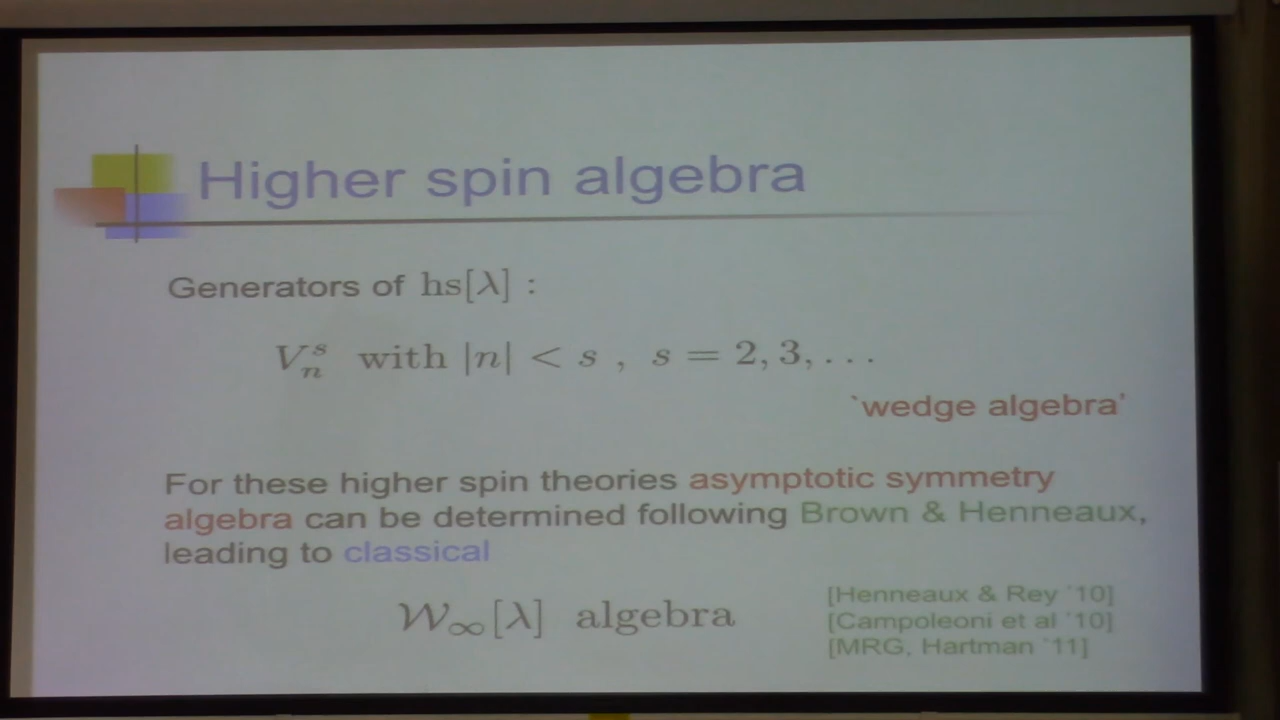 Higher spin algebra
Generators of hs[λ] :
V_n^s with |n| < s , s = 2, 3, . . .
`wedge algebra'
For these higher spin theories asymptotic symmetry
algebra can be determined following Brown & Henneaux,
leading to classical
𝒲_∞[λ] algebra
[Henneaux & Rey `10]
[Campoleoni et al `10]
[MRG, Hartman `11]